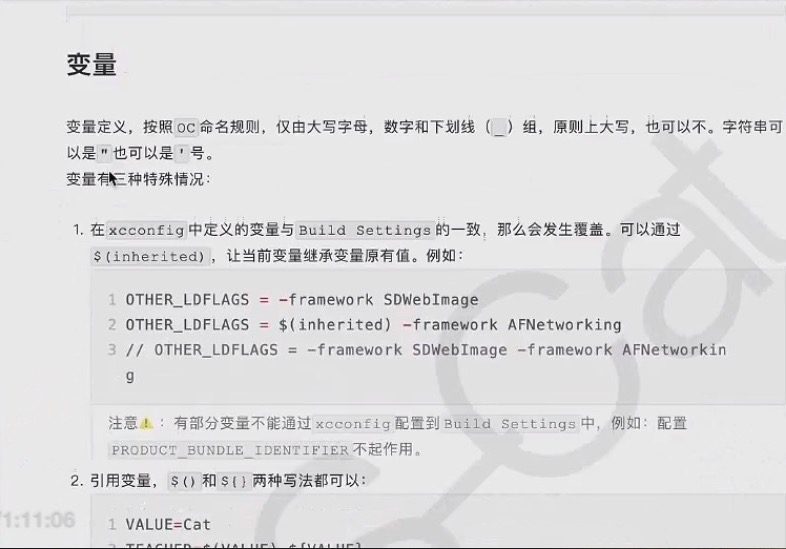 变量
变量定义，按照OC命名规则，仅由大写字母，数字和下划线（_）组，原则上大写，也可以不。字符串可
以是"也可以是'号。
变量有三种特殊情况：
1. 在xcconfig中定义的变量与Build Settings的一致，那么会发生覆盖。可以通过
$(inherited)，让当前变量继承变量原有值。例如：
1 OTHER_LDFLAGS = -framework SDWebImage
2 OTHER_LDFLAGS = $(inherited) -framework AFNetworking
3 // OTHER_LDFLAGS = -framework SDWebImage -framework AFNetworkin
g
注意⚠️：有部分变量不能通过xcconfig配置到Build Settings中，例如：配置
PRODUCT_BUNDLE_IDENTIFIER不起作用。
2. 引用变量，$()和${}两种写法都可以：
1 VALUE=Cat
TEACHER=$(VALUE)-${VALUE}
1:11:06
Cat